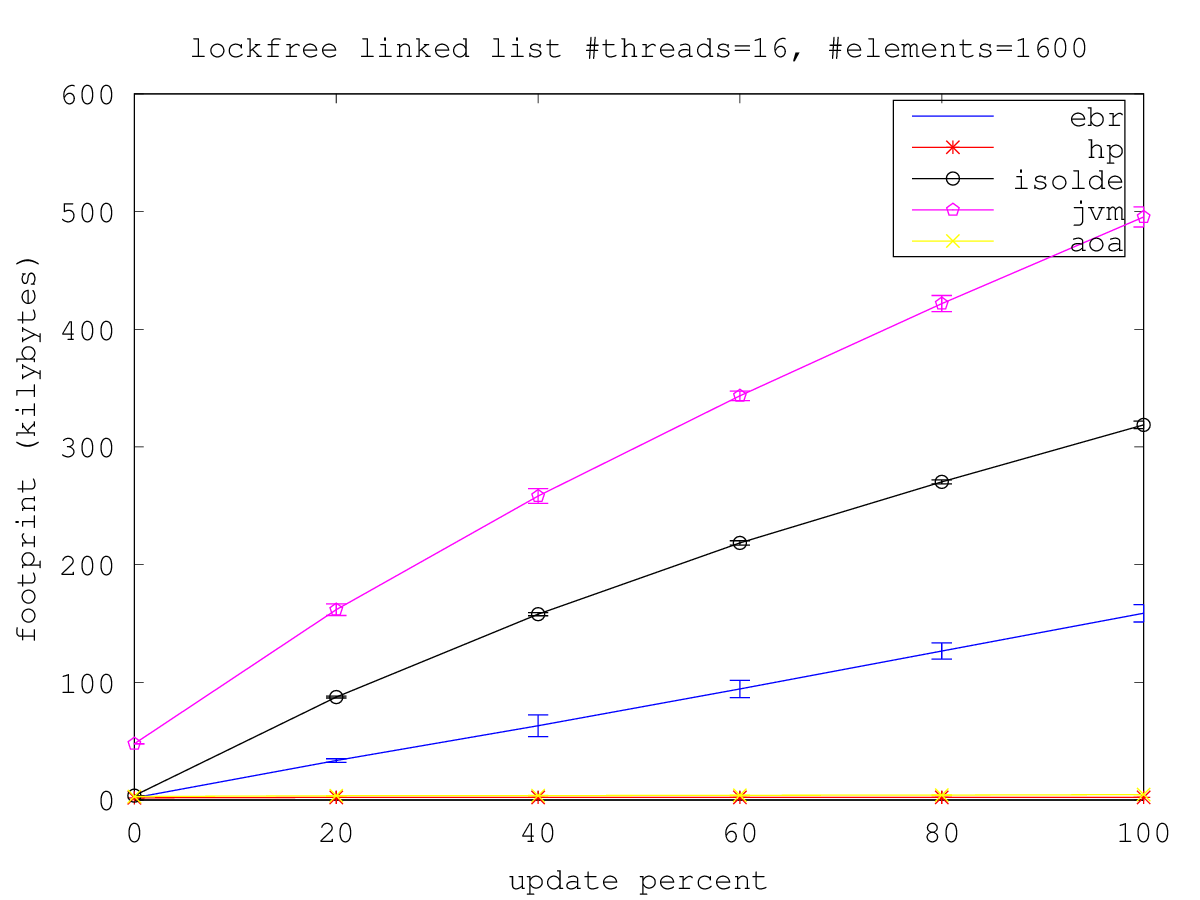 lockfree linked list #threads=16, #elements=1600
600
500
400
300
200
100
0
footprint (kilybytes)
ebr
hp
isolde
jvm
aoa
0 20 40 60 80 100
update percent